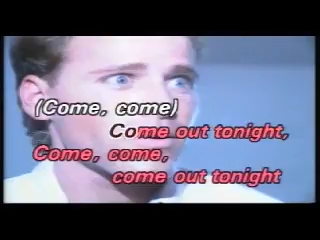 (Come, come)
Come out tonight,
Come, come,
come out tonight